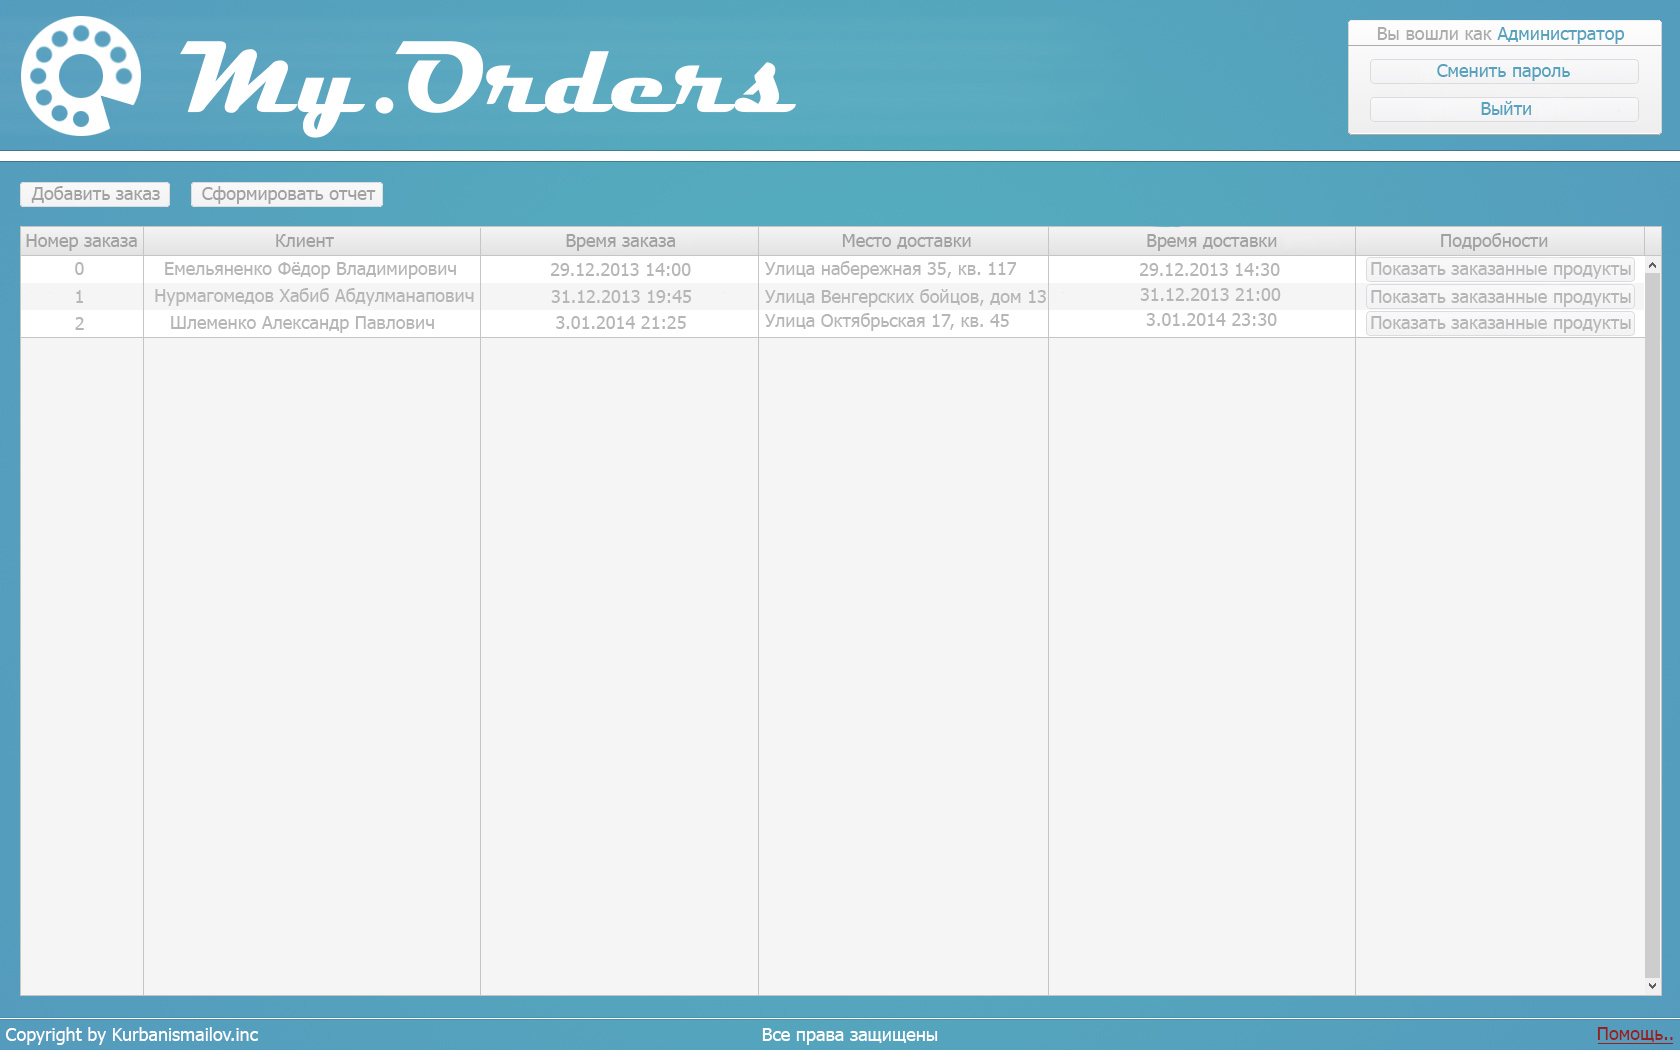 My.Orders
Вы вошли как Администратор
Сменить пароль
Выйти
Добавить заказ Сформировать отчет
Номер заказа Клиент Время заказа Место доставки Время доставки Подробности
0 Емельяненко Фёдор Владимирович 29.12.2013 14:00 Улица набережная 35, кв. 117 29.12.2013 14:30 Показать заказанные продукты
1 Нурмагомедов Хабиб Абдулманапович 31.12.2013 19:45 Улица Венгерских бойцов, дом 13 31.12.2013 21:00 Показать заказанные продукты
2 Шлеменко Александр Павлович 3.01.2014 21:25 Улица Октябрьская 17, кв. 45 3.01.2014 23:30 Показать заказанные продукты
Copyright by Kurbanismailov.inc Все права защищены Помощь..